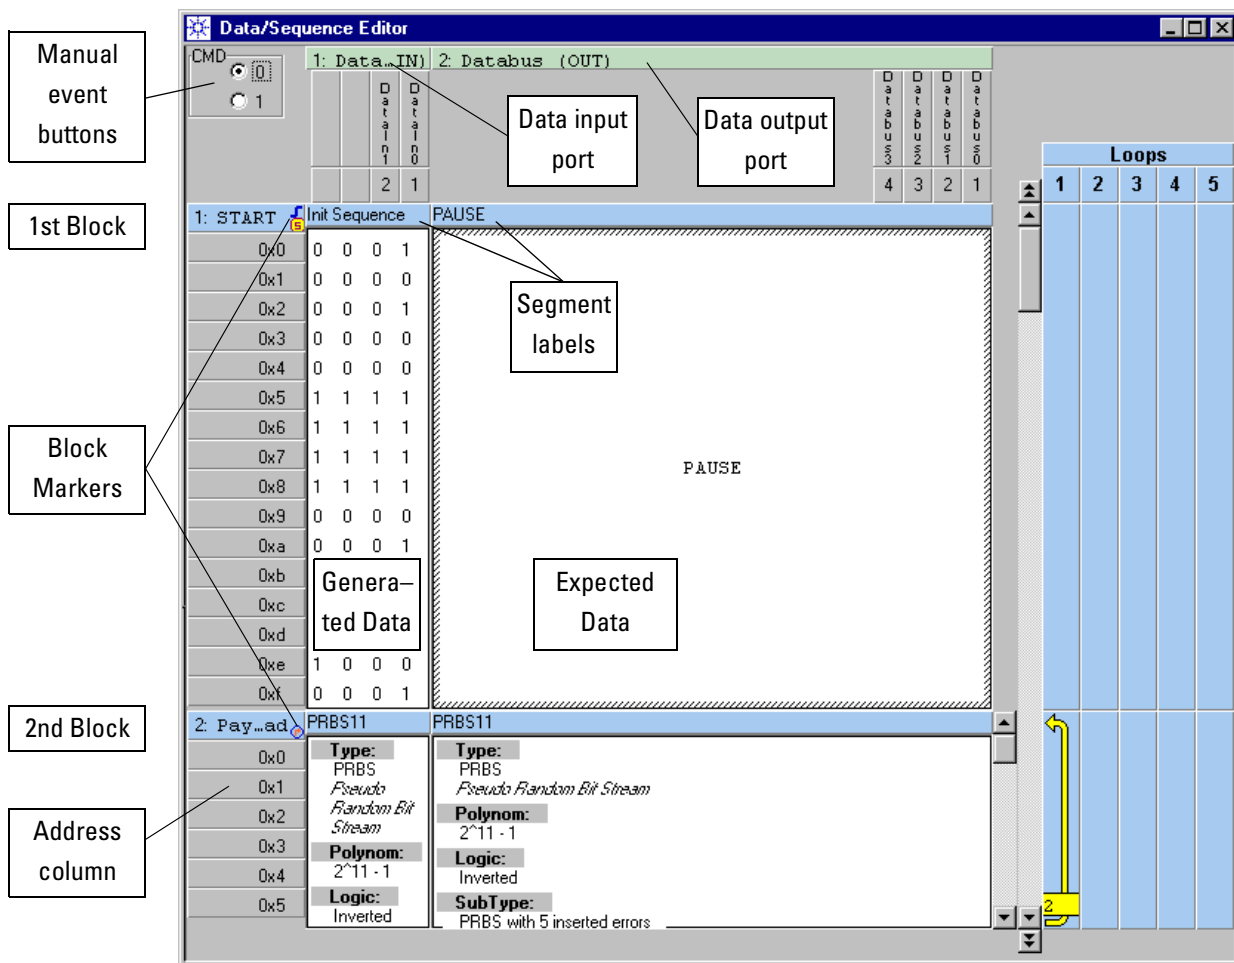 Data/Sequence Editor
Manual
event
buttons
CMD
0
1
1: Data…IN) 2: Databus (OUT)
DataIn1 DataIn0
Databus3 Databus2 Databus1 Databus0
Data input
port
Data output
port
2 1 4 3 2 1
Loops
1 2 3 4 5
1st Block
1: START S Init Sequence PAUSE
0x0 0 0 0 1
0x1 0 0 0 0
0x2 0 0 0 1
0x3 0 0 0 0
0x4 0 0 0 0
0x5 1 1 1 1
0x6 1 1 1 1
0x7 1 1 1 1
0x8 1 1 1 1
0x9 0 0 0 0
0xa 0 0 0 1
0xb
0xc
0xd
0xe 1 0 0 0
0xf 0 0 0 1
Segment
labels
PAUSE
Block
Markers
Genera–
ted Data
Expected
Data
2nd Block
2: Pay…ad PRBS11 PRBS11
0x0
0x1
0x2
0x3
0x4
0x5
Type:
PRBS
Pseudo
Random Bit
Stream
Polynom:
2^11 - 1
Logic:
Inverted
Type:
PRBS
Pseudo Random Bit Stream
Polynom:
2^11 - 1
Logic:
Inverted
SubType:
PRBS with 5 inserted errors
2
Address
column